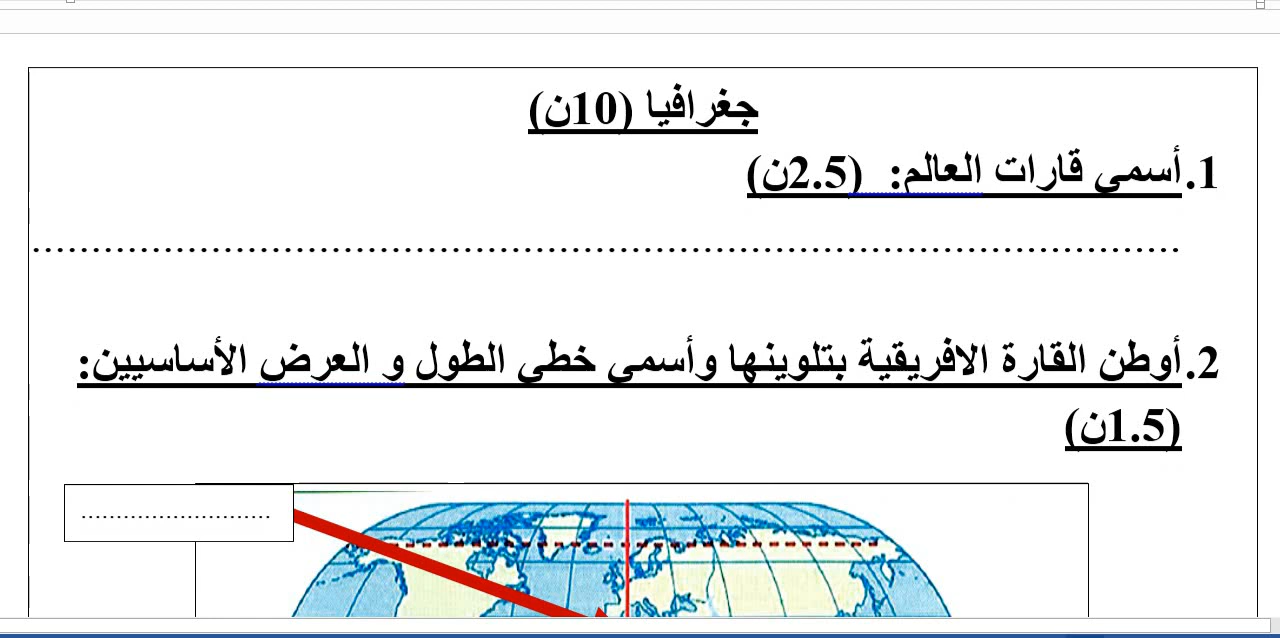 جغرافيا (10ن)
1.أسمي قارات العالم: (2.5ن)
................................................................................................
2.أوطن القارة الافريقية بتلوينها وأسمي خطي الطول و العرض الأساسيين:
(1.5ن)
...........................